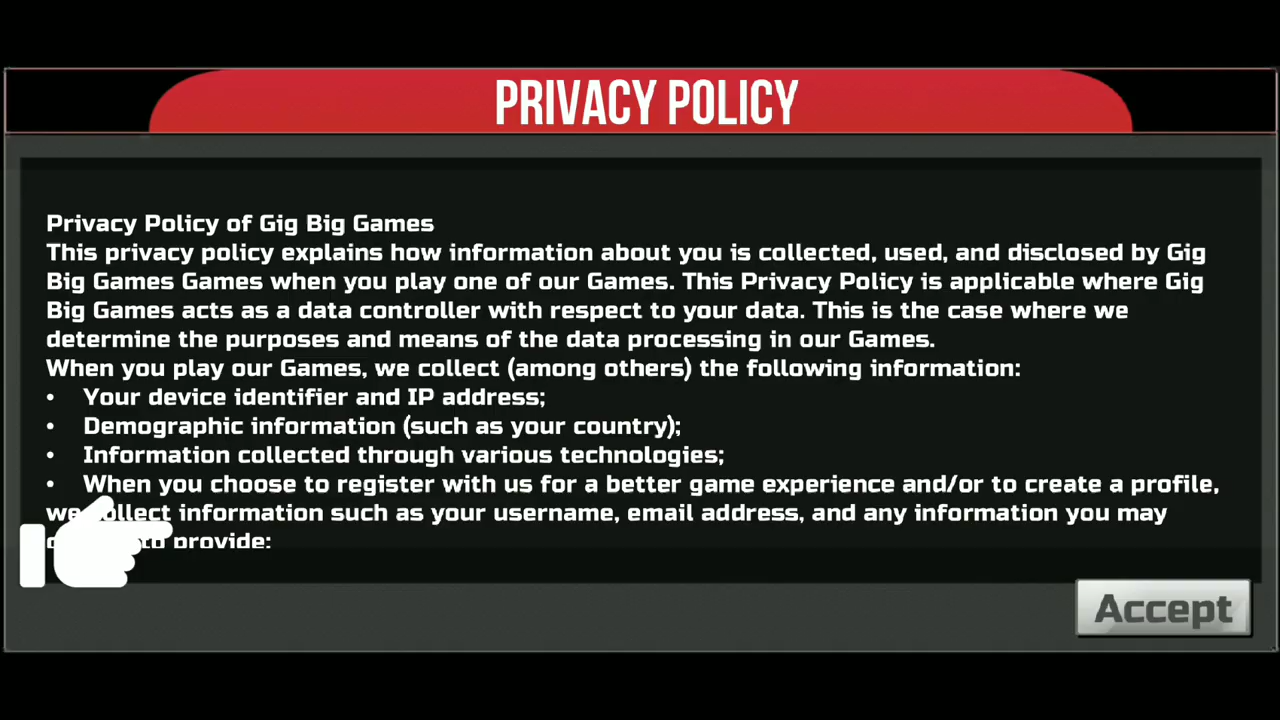 PRIVACY POLICY
Privacy Policy of Gig Big Games
This privacy policy explains how information about you is collected, used, and disclosed by Gig
Big Games Games when you play one of our Games. This Privacy Policy is applicable where Gig
Big Games acts as a data controller with respect to your data. This is the case where we
determine the purposes and means of the data processing in our Games.
When you play our Games, we collect (among others) the following information:
• Your device identifier and IP address;
• Demographic information (such as your country);
• Information collected through various technologies;
• When you choose to register with us for a better game experience and/or to create a profile,
we collect information such as your username, email address, and any information you may
to provide:
Accept